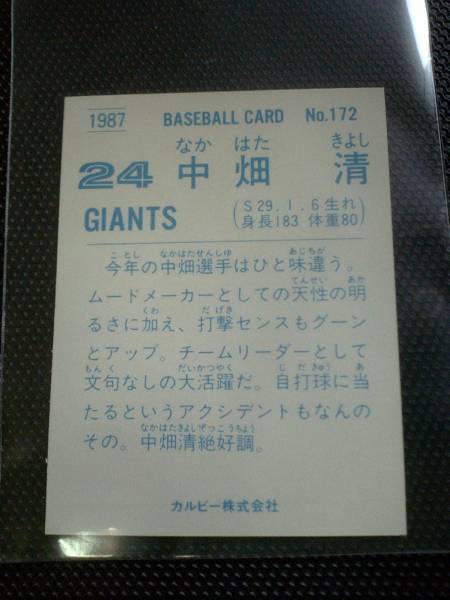 1987 BASEBALL CARD No.172
なか はた きよし
24 中畑 清
GIANTS (S29.1.6生れ
身長183 体重80)
ことし なかはたせんしゅ あじちが
今年の中畑選手はひと味違う。
てんせい あか
ムードメーカーとしての天性の明
くわ だげき
るさに加え、打撃センスもグーン
とアップ。チームリーダーとして
もんく だいかつやく じだきゅう あ
文句なしの大活躍だ。自打球に当
たるというアクシデントもなんの
なかはたきよしぜっこうちょう
その。中畑清絶好調。
カルビー株式会社